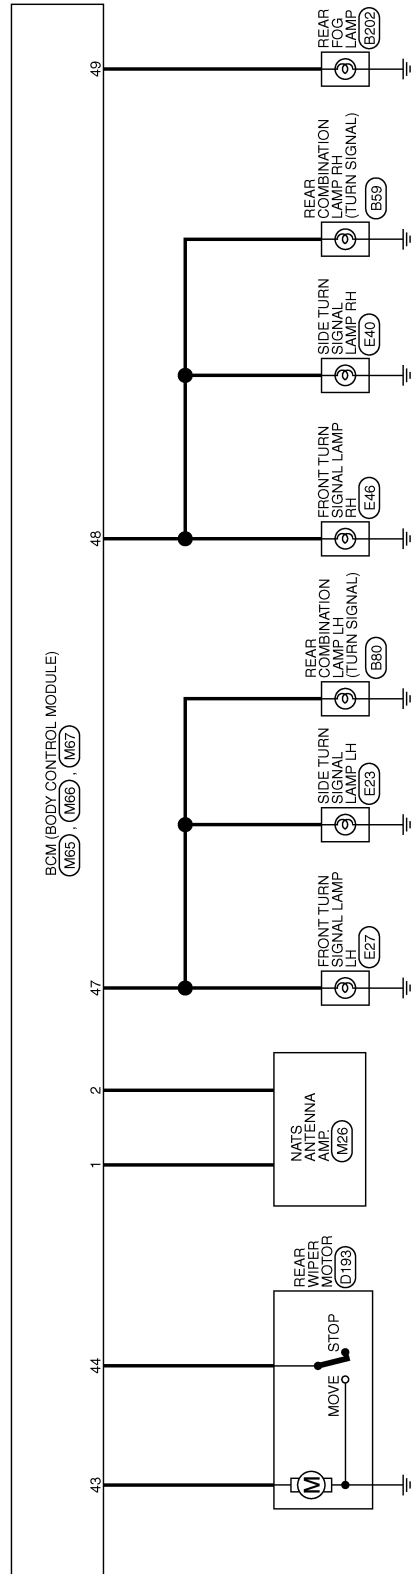 BCM (BODY CONTROL MODULE)
M65 , M66 , M67
43
44
1
2
47
48
49
REAR
WIPER
MOTOR
D193
MOVE
STOP
M
NATS
ANTENNA
AMP.
M26
FRONT TURN
SIGNAL LAMP
LH
E27
SIDE TURN
SIGNAL
LAMP LH
E23
REAR
COMBINATION
LAMP LH
(TURN SIGNAL)
B80
FRONT TURN
SIGNAL LAMP
RH
E46
SIDE TURN
SIGNAL
LAMP RH
E40
REAR
COMBINATION
LAMP RH
(TURN SIGNAL)
B59
REAR
FOG
LAMP
B202